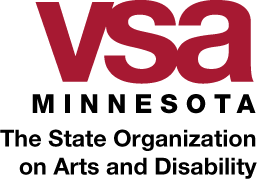 vsa
MINNESOTA
The State Organization
on Arts and Disability